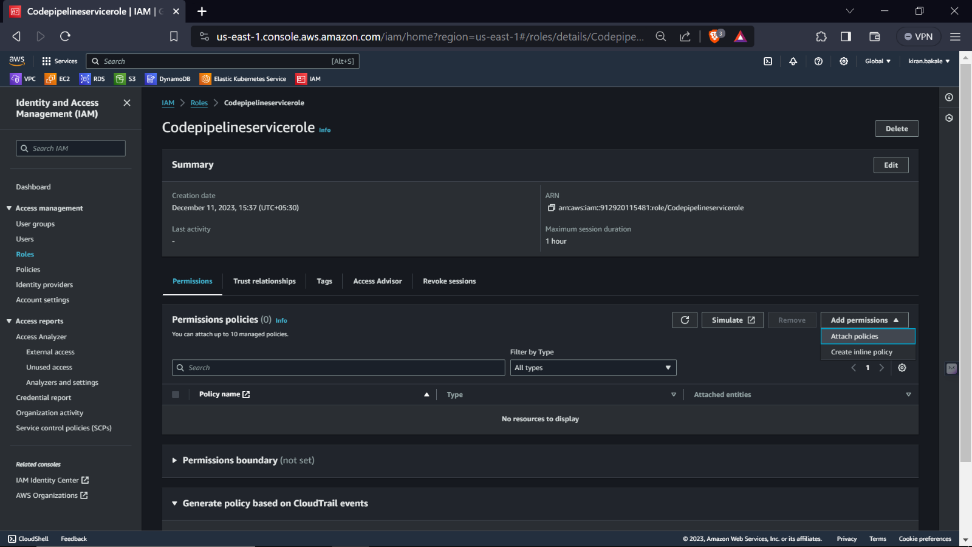 Codepipelineservicerole | IAM |
us-east-1.console.aws.amazon.com/iam/home?region=us-east-1#/roles/details/Codepipe...
3
VPN
aws
Services
Search
[Alt+S]
Global
kiran.bakale
VPC
EC2
RDS
S3
DynamoDB
Elastic Kubernetes Service
IAM
Identity and Access
Management (IAM)
Search IAM
Dashboard
Access management
User groups
Users
Roles
Policies
Identity providers
Account settings
Access reports
Access Analyzer
External access
Unused access
Analyzers and settings
Credential report
Organization activity
Service control policies (SCPs)
Related consoles
IAM Identity Center
AWS Organizations
IAM > Roles > Codepipelineservicerole
Codepipelineservicerole Info
Delete
Summary
Edit
Creation date
December 11, 2023, 15:37 (UTC+05:30)
Last activity
-
ARN
arn:aws:iam::912920115481:role/Codepipelineservicerole
Maximum session duration
1 hour
Permissions
Trust relationships
Tags
Access Advisor
Revoke sessions
Permissions policies (0) Info
You can attach up to 10 managed policies.
Simulate
Remove
Add permissions
Attach policies
Create inline policy
Filter by Type
Search
All types
1
Policy name
Type
Attached entities
No resources to display
Permissions boundary (not set)
Generate policy based on CloudTrail events
CloudShell
Feedback
© 2023, Amazon Web Services, Inc. or its affiliates.
Privacy
Terms
Cookie preferences